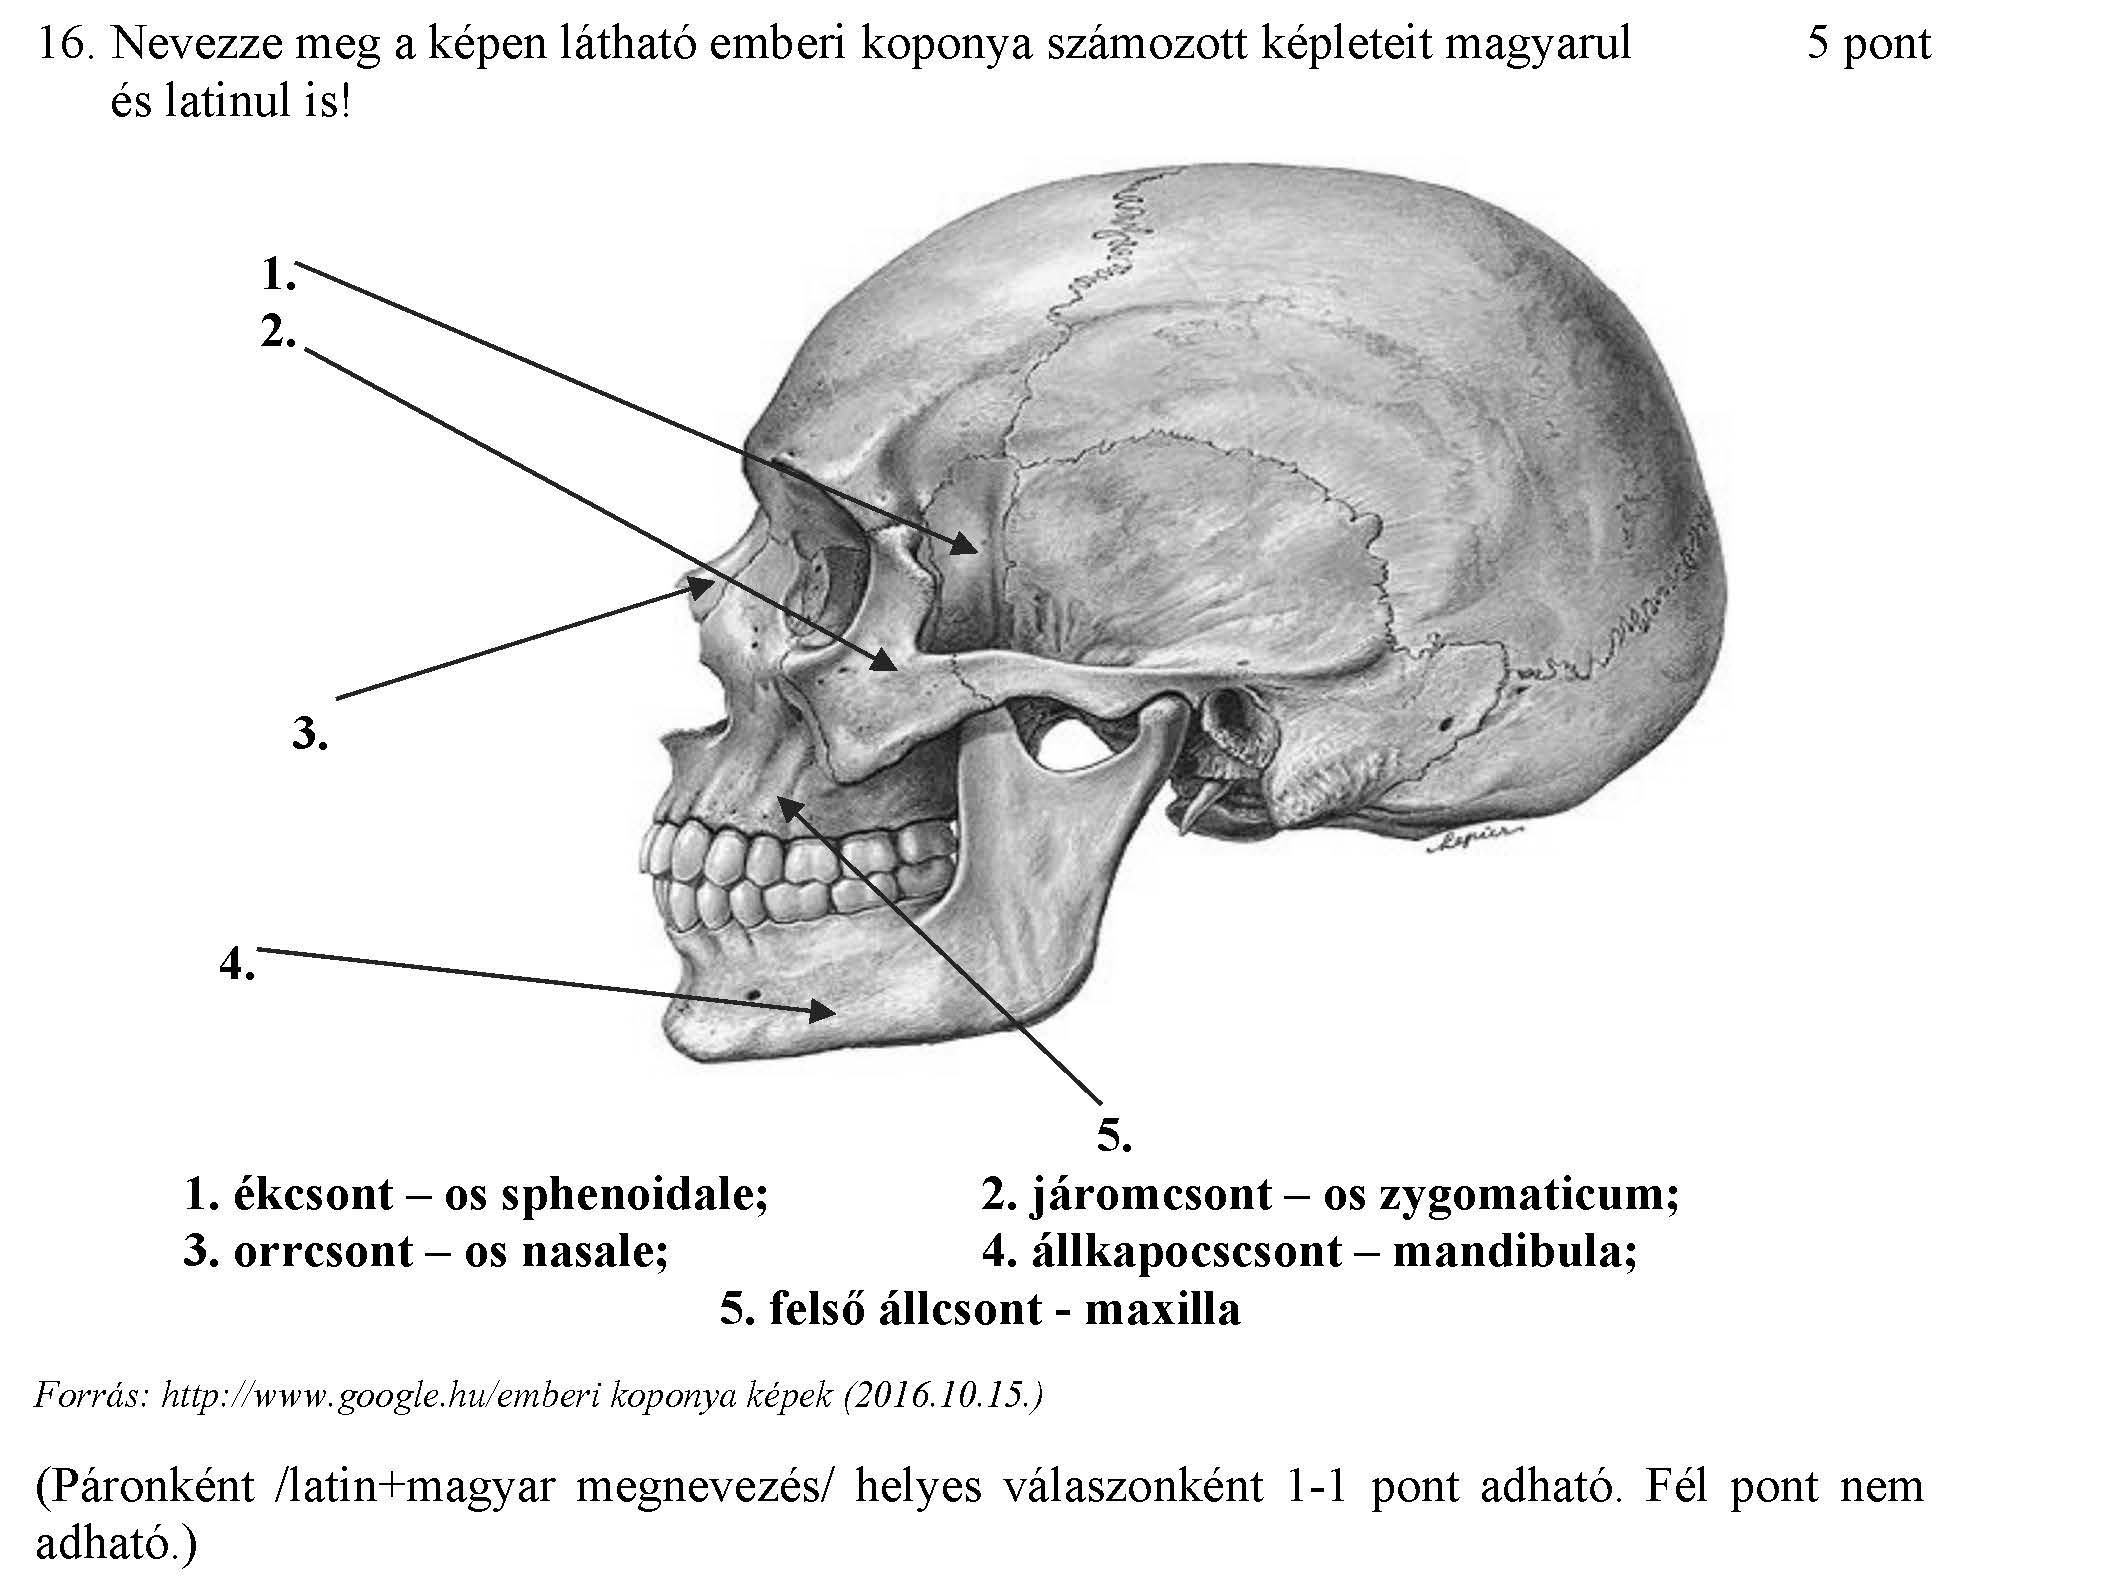 16. Nevezze meg a képen látható emberi koponya számozott képleteit magyarul 5 pont
és latinul is!
1.
2.
3.
4.
5.
1. ékcsont – os sphenoidale; 2. járomcsont – os zygomaticum;
3. orrcsont – os nasale; 4. állkapocscsont – mandibula;
5. felső állcsont - maxilla
Forrás: http://www.google.hu/emberi koponya képek (2016.10.15.)
(Páronként /latin+magyar megnevezés/ helyes válaszonként 1-1 pont adható. Fél pont nem
adható.)